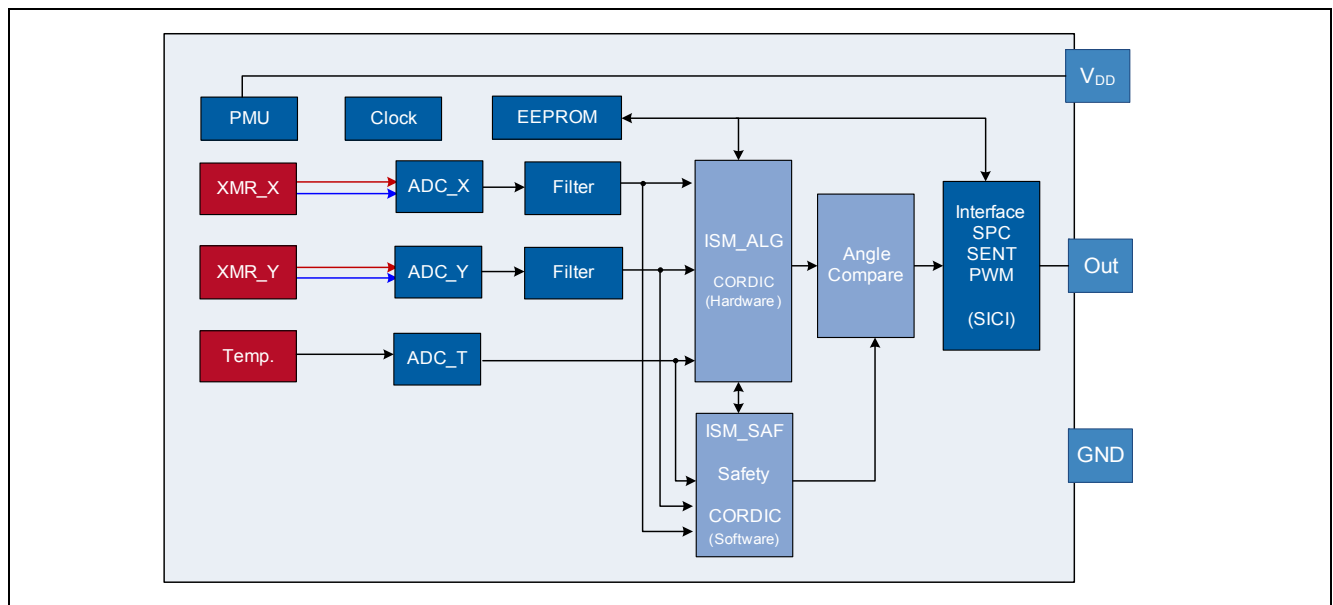 V_DD
PMU
Clock
EEPROM
XMR_X
ADC_X
Filter
XMR_Y
ADC_Y
Filter
Temp.
ADC_T
ISM_ALG
CORDIC
(Hardware)
Angle
Compare
Interface
SPC
SENT
PWM
(SICI)
Out
ISM_SAF
Safety
CORDIC
(Software)
GND